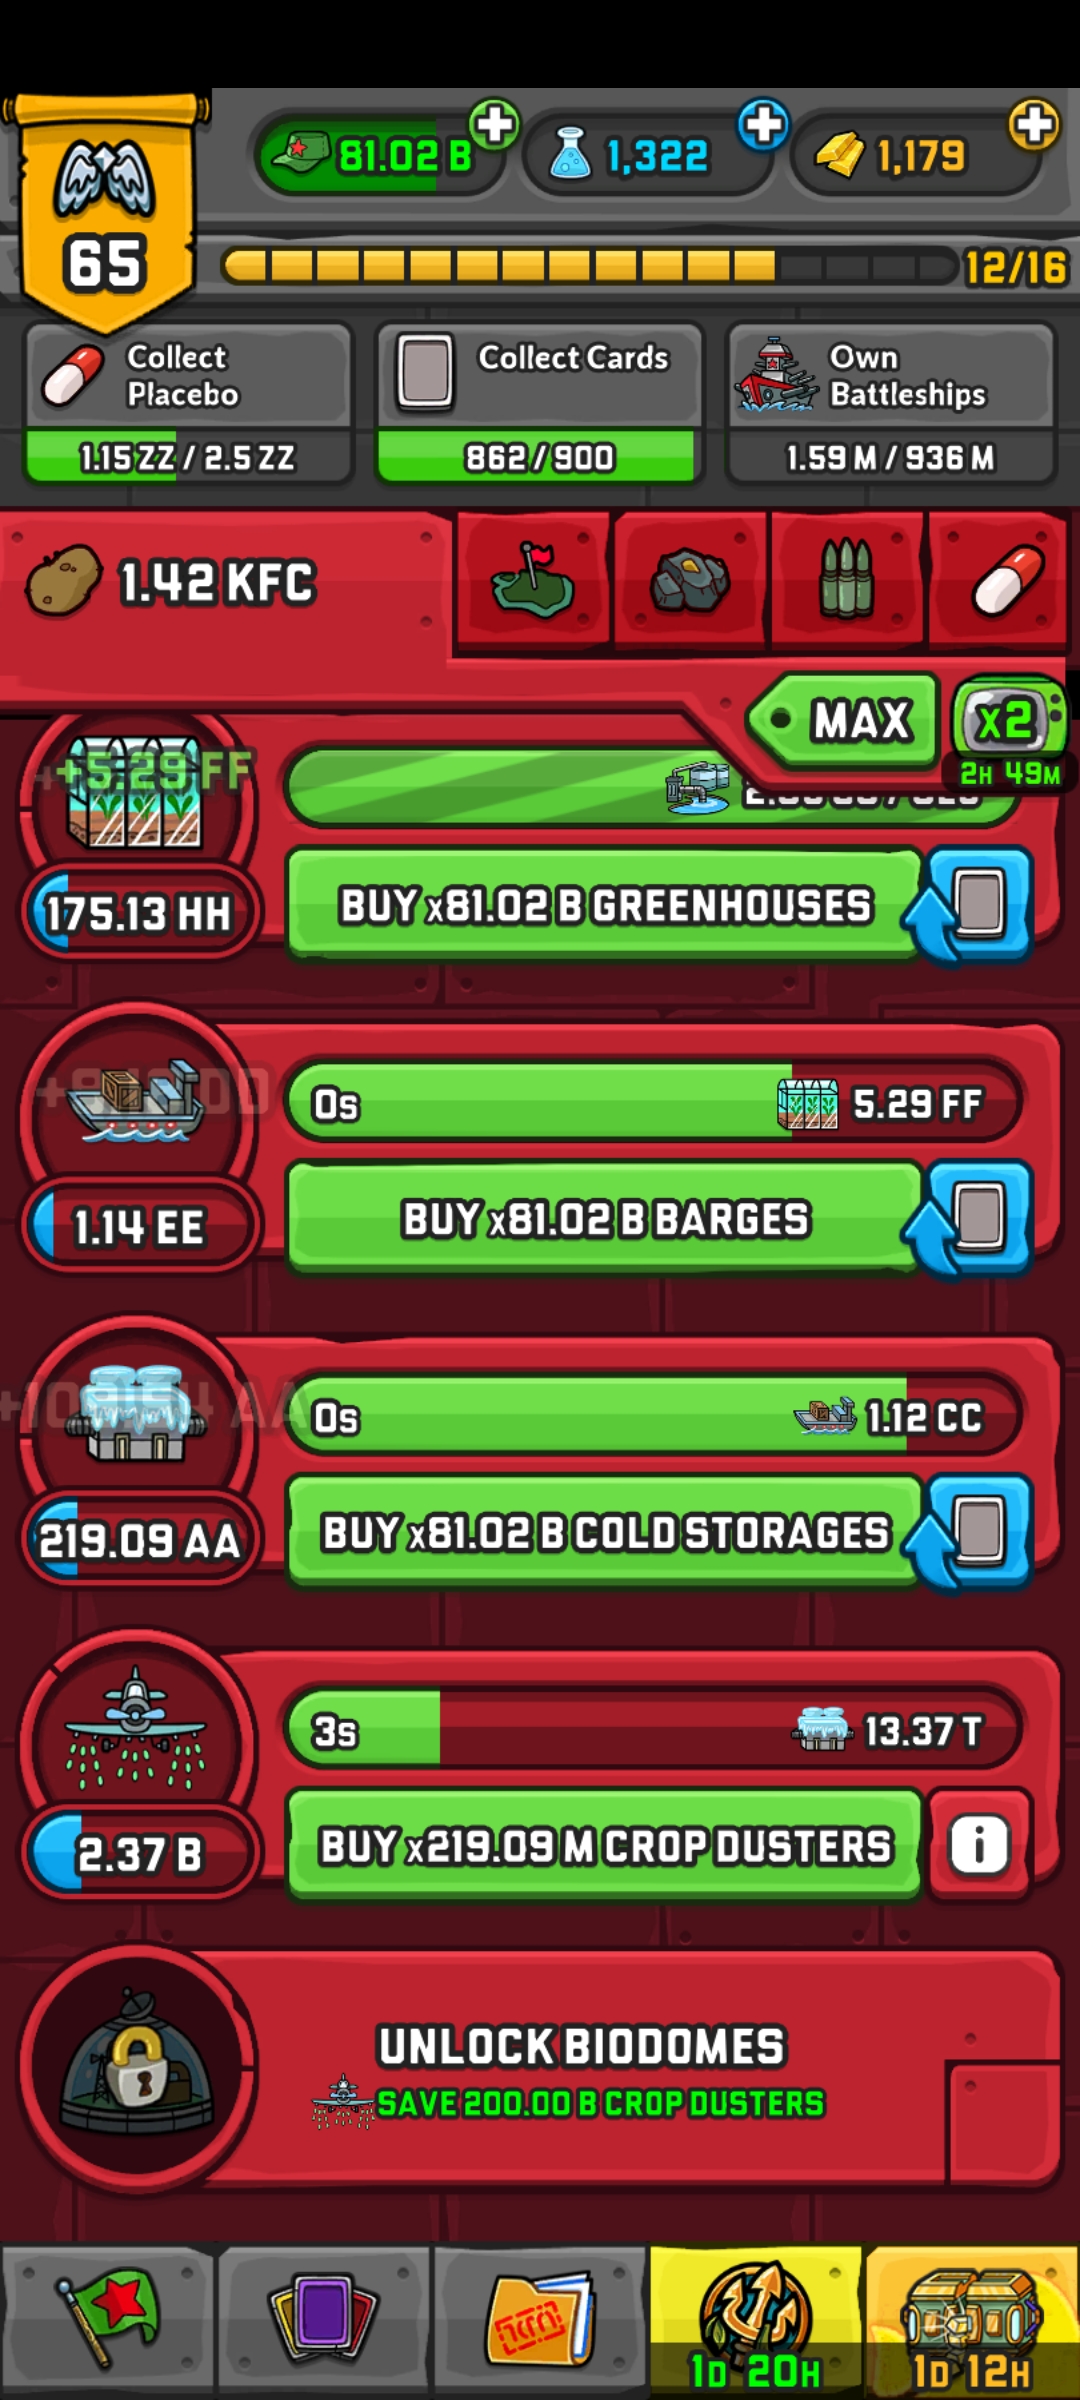 81.02 B
1,322
1,179
65
12/16
Collect
Placebo
1.15 ZZ / 2.5 ZZ
Collect Cards
862 / 900
Own
Battleships
1.59 M / 936 M
1.42 KFC
MAX
x2
2H 49M
+5.29 FF
175.13 HH
BUY x81.02 B GREENHOUSES
0s
5.29 FF
1.14 EE
BUY x81.02 B BARGES
0s
1.12 CC
219.09 AA
BUY x81.02 B COLD STORAGES
3s
13.37 T
2.37 B
BUY x219.09 M CROP DUSTERS
i
UNLOCK BIODOMES
SAVE 200.00 B CROP DUSTERS
1D 20H
1D 12H